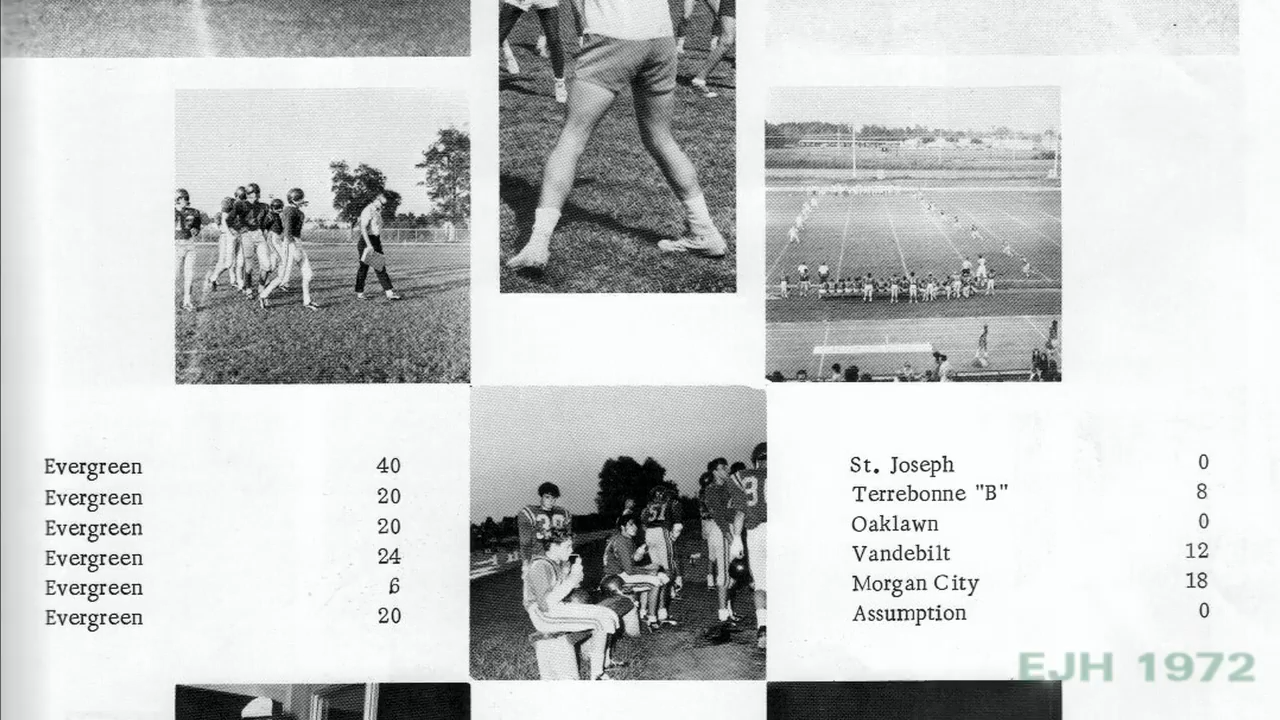 Evergreen 40 St. Joseph 0
Evergreen 20 Terrebonne "B" 8
Evergreen 20 Oaklawn 0
Evergreen 24 Vandebilt 12
Evergreen 6 Morgan City 18
Evergreen 20 Assumption 0
51
EJH 1972